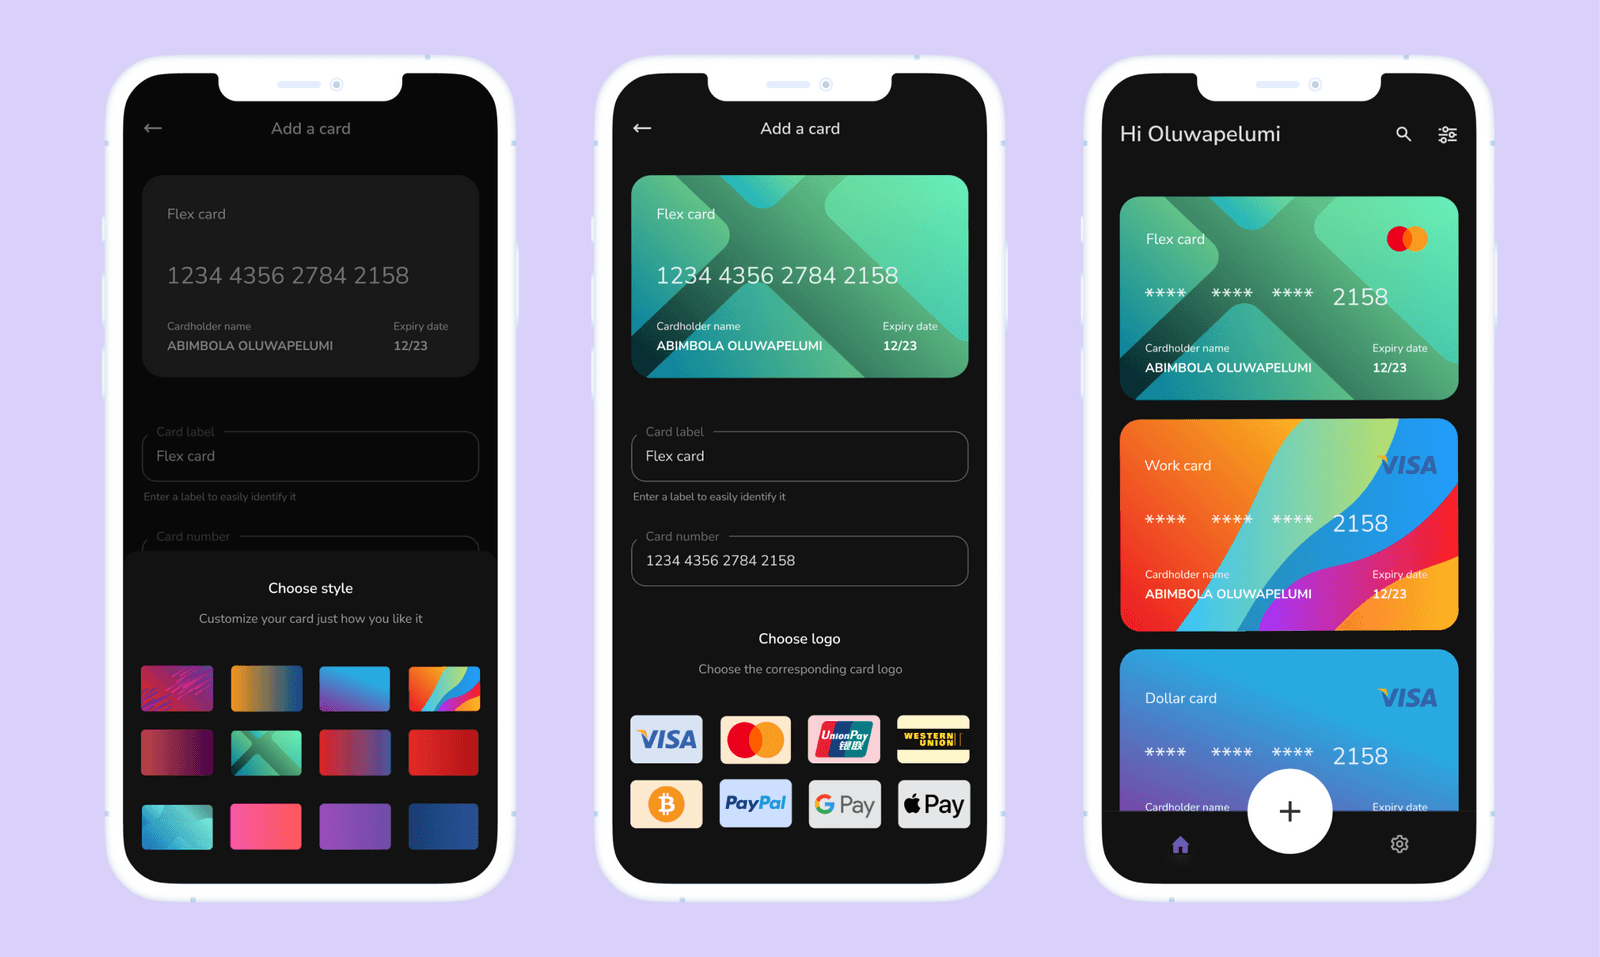 Add a card
Flex card
1234 4356 2784 2158
Cardholder name Expiry date
ABIMBOLA OLUWAPELUMI 12/23
Card label
Flex card
Enter a label to easily identify it
Card number
Choose style
Customize your card just how you like it
Add a card
Flex card
1234 4356 2784 2158
Cardholder name Expiry date
ABIMBOLA OLUWAPELUMI 12/23
Card label
Flex card
Enter a label to easily identify it
Card number
1234 4356 2784 2158
Choose logo
Choose the corresponding card logo
VISA
UnionPay
银联
WESTERN
UNION
PayPal
G Pay
Pay
Hi Oluwapelumi
Flex card
**** **** **** 2158
Cardholder name Expiry date
ABIMBOLA OLUWAPELUMI 12/23
Work card VISA
**** **** **** 2158
Cardholder name Expiry date
ABIMBOLA OLUWAPELUMI 12/23
Dollar card VISA
**** **** **** 2158
Cardholder name Expiry date
+